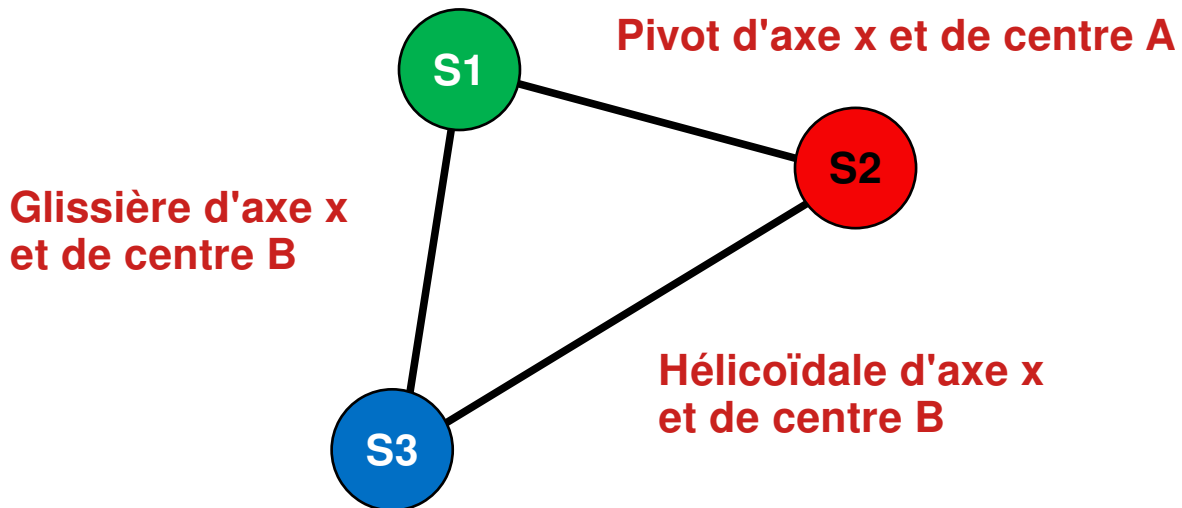 Pivot d'axe x et de centre A
S1
S2
Glissière d'axe x
et de centre B
Hélicoïdale d'axe x
et de centre B
S3